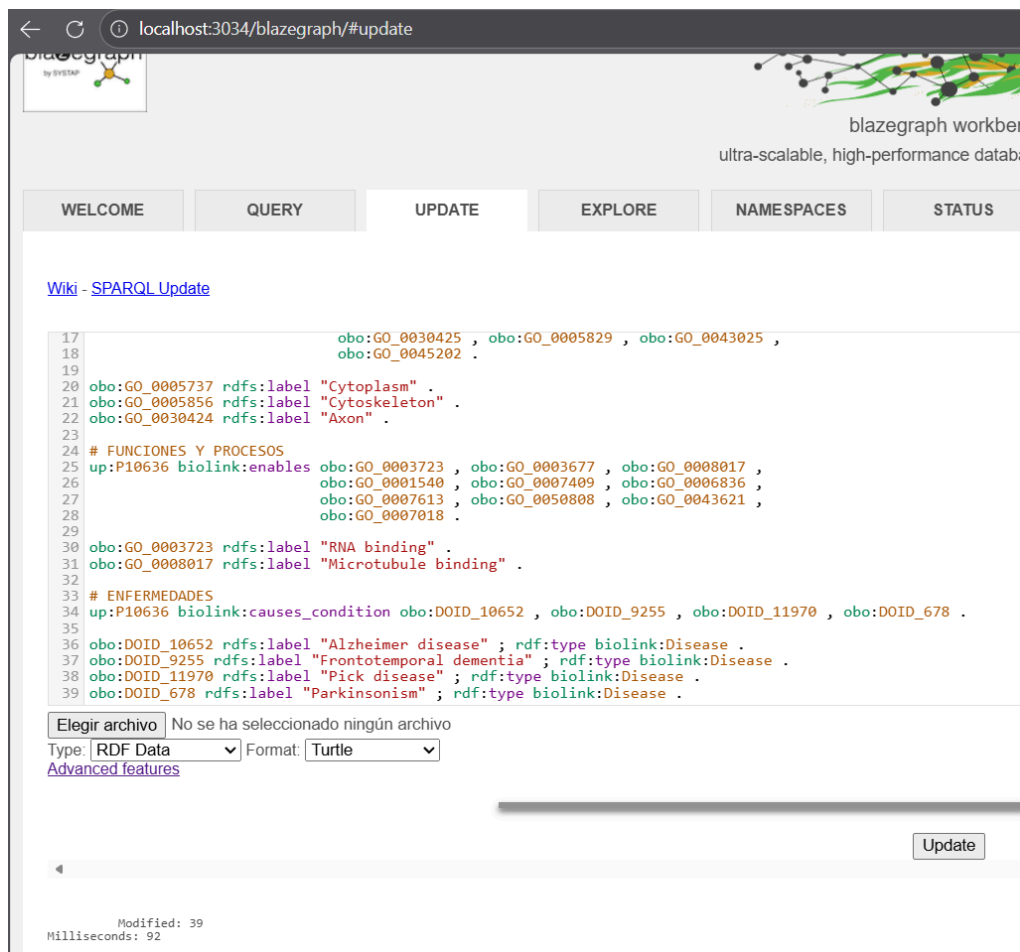 localhost:3034/blazegraph/#update
blazegraph
by SYSTAP
ultra-scalable, high-performance
WELCOME QUERY UPDATE EXPLORE NAMESPACES STATUS
Wiki - SPARQL Update
17 obo:GO_0030425 , obo:GO_0005829 , obo:GO_0043025 ,
18 obo:GO_0045202 .
19
20 obo:GO_0005737 rdfs:label "Cytoplasm" .
21 obo:GO_0005856 rdfs:label "Cytoskeleton" .
22 obo:GO_0030424 rdfs:label "Axon" .
23
24 # FUNCIONES Y PROCESOS
25 up:P10636 biolink:enables obo:GO_0003723 , obo:GO_0003677 , obo:GO_0008017 ,
26 obo:GO_0001540 , obo:GO_0007409 , obo:GO_0006836 ,
27 obo:GO_0007613 , obo:GO_0050808 , obo:GO_0043621 ,
28 obo:GO_0007018 .
29
30 obo:GO_0003723 rdfs:label "RNA binding" .
31 obo:GO_0008017 rdfs:label "Microtubule binding" .
32
33 # ENFERMEDADES
34 up:P10636 biolink:causes_condition obo:DOID_10652 , obo:DOID_9255 , obo:DOID_11970 , obo:DOID_678 .
35
36 obo:DOID_10652 rdfs:label "Alzheimer disease" ; rdf:type biolink:Disease .
37 obo:DOID_9255 rdfs:label "Frontotemporal dementia" ; rdf:type biolink:Disease .
38 obo:DOID_11970 rdfs:label "Pick disease" ; rdf:type biolink:Disease .
39 obo:DOID_678 rdfs:label "Parkinsonism" ; rdf:type biolink:Disease .
Elegir archivo No se ha seleccionado ningún archivo
Type: RDF Data Format: Turtle
Advanced features
Update
Modified: 39
Milliseconds: 92